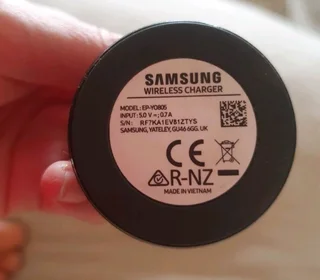 SAMSUNG
WIRELESS CHARGER
MODEL: EP-YO805
INPUT: 5.0 V ⎓; 0.7 A
S/N: RF7KA1EV81ZTYS
SAMSUNG, YATELEY, GU46 6GG, UK
CE
R-NZ
MADE IN VIETNAM